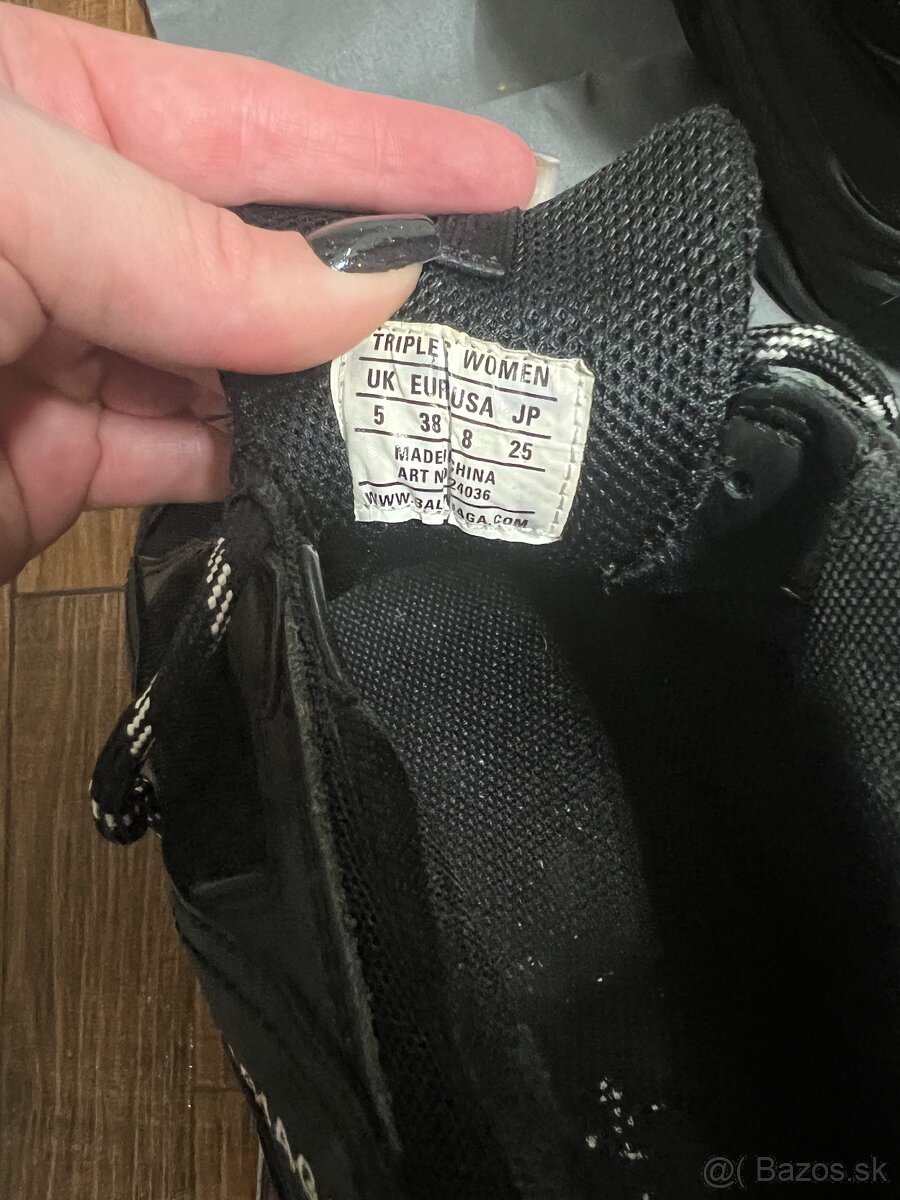 TRIPLE S WOMEN
UK EUR USA JP
5 38 8 25
MADE CHINA
ART N 24036
WWW.BAL AGA.COM
@( Bazos.sk